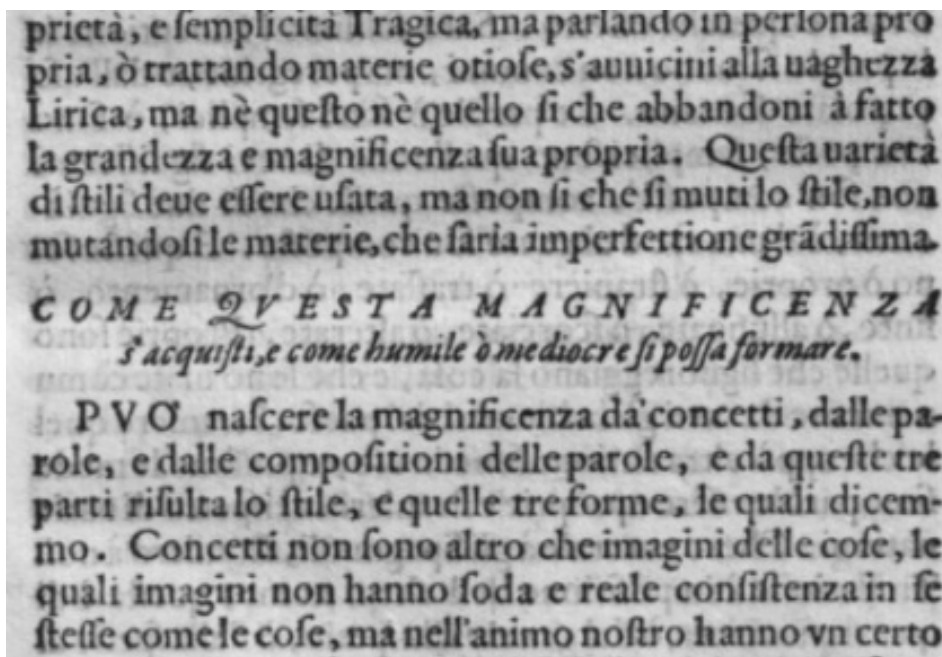 prietà, e ſemplicità Tragica, ma parlando in perſona pro
pria, ò trattando materie otioſe, s'auuicini alla uaghezza
Lirica, ma nè queſto nè quello ſi che abbandoni à fatto
la grandezza e magnificenza ſua propria. Queſta uarietà
di ſtili deue eſſere uſata, ma non ſi che ſi muti lo ſtile, non
mutandoſi le materie, che ſaria imperfettione grãdiſſima.
COME QVESTA MAGNIFICENZA
s'acquiſti, e come humile ò mediocre ſi poſſa formare.
PVO' naſcere la magnificenza da' concetti, dalle pa-
role, e dalle compoſitioni delle parole, e da queſte tre
parti riſulta lo ſtile, e quelle tre forme, le quali dicem-
mo. Concetti non ſono altro che imagini delle coſe, le
quali imagini non hanno ſoda e reale conſiſtenza in ſe
ſteſſe come le coſe, ma nell'animo noſtro hanno vn certo